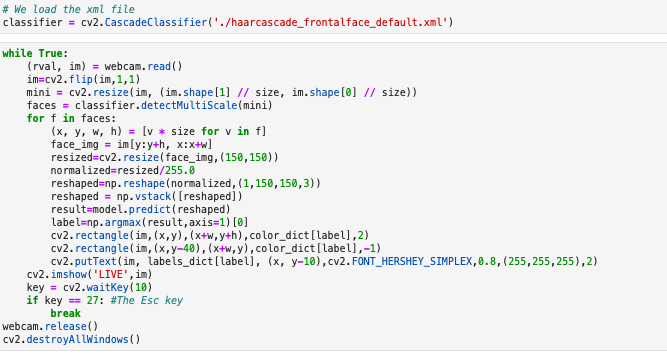 # We load the xml file
classifier = cv2.CascadeClassifier('./haarcascade_frontalface_default.xml')
while True:
    (rval, im) = webcam.read()
    im=cv2.flip(im,1,1)
    mini = cv2.resize(im, (im.shape[1] // size, im.shape[0] // size))
    faces = classifier.detectMultiScale(mini)
    for f in faces:
        (x, y, w, h) = [v * size for v in f]
        face_img = im[y:y+h, x:x+w]
        resized=cv2.resize(face_img,(150,150))
        normalized=resized/255.0
        reshaped=np.reshape(normalized,(1,150,150,3))
        reshaped = np.vstack([reshaped])
        result=model.predict(reshaped)
        label=np.argmax(result,axis=1)[0]
        cv2.rectangle(im,(x,y),(x+w,y+h),color_dict[label],2)
        cv2.rectangle(im,(x,y-40),(x+w,y),color_dict[label],-1)
        cv2.putText(im, labels_dict[label], (x, y-10),cv2.FONT_HERSHEY_SIMPLEX,0.8,(255,255,255),2)
    cv2.imshow('LIVE',im)
    key = cv2.waitKey(10)
    if key == 27: #The Esc key
        break
webcam.release()
cv2.destroyAllWindows()